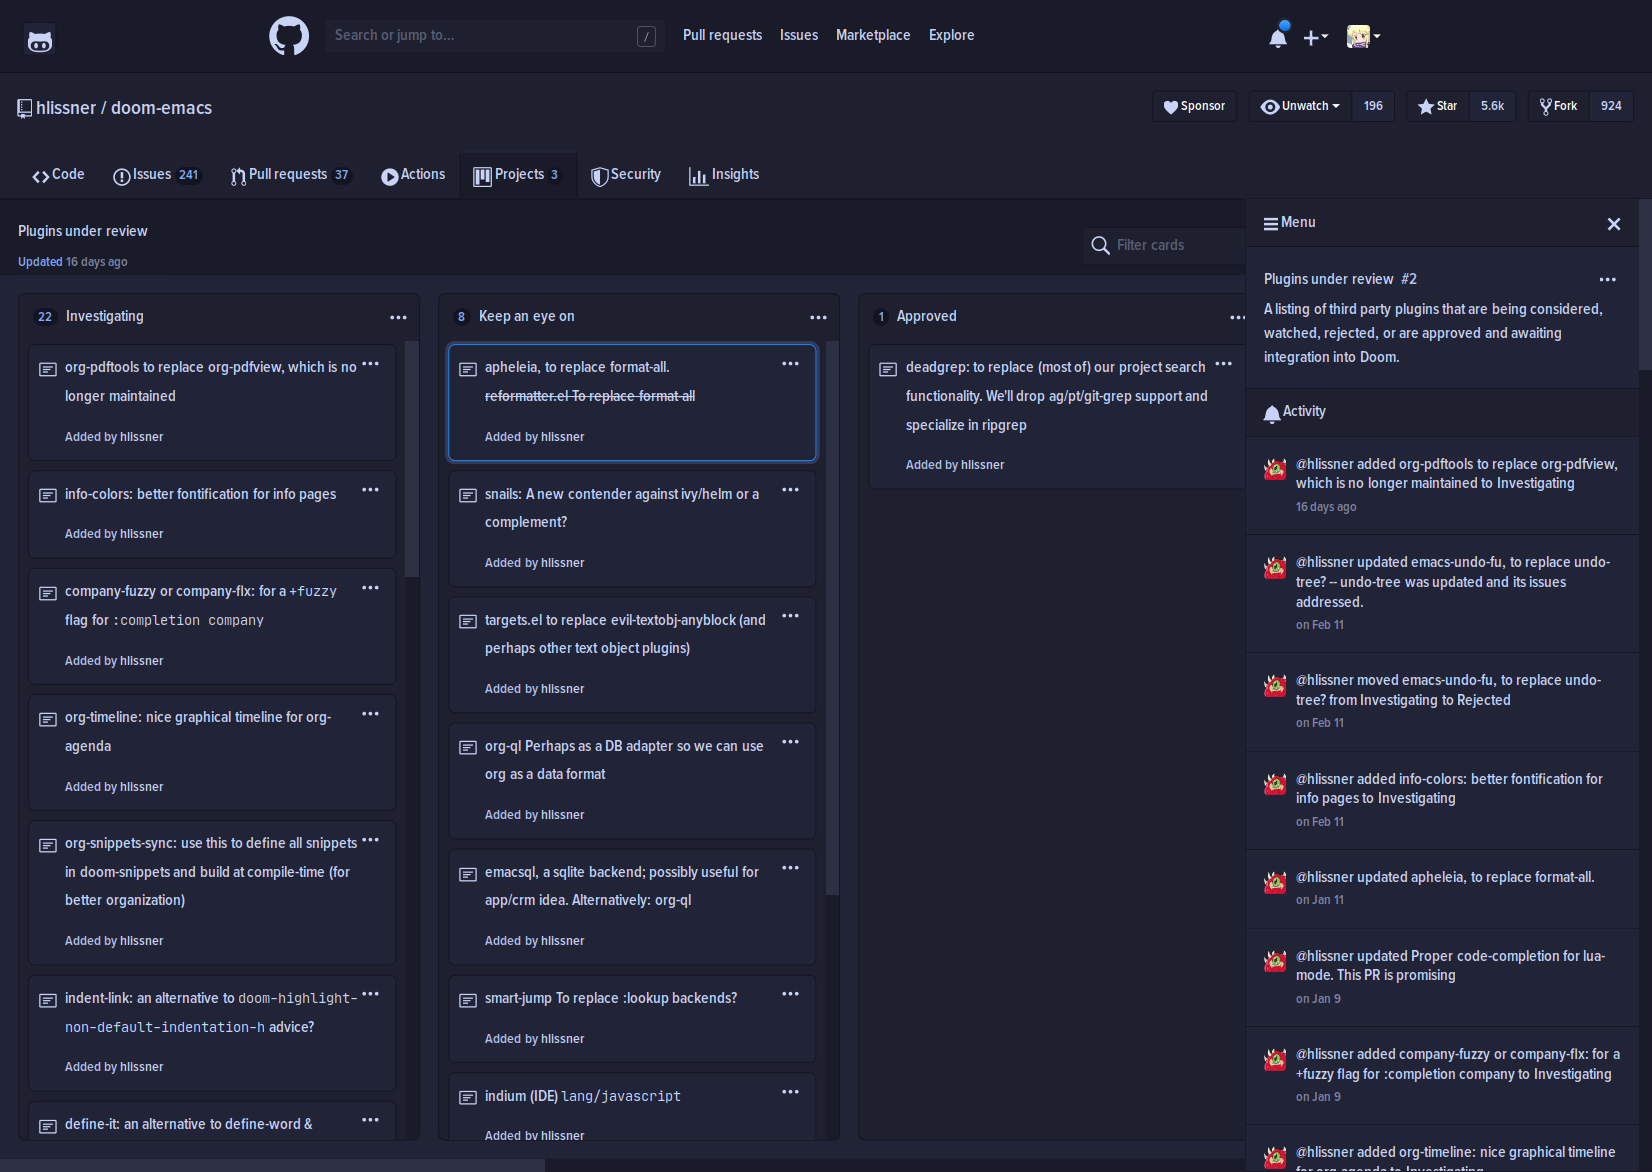 Search or jump to...
/
Pull requests
Issues
Marketplace
Explore
hlissner / doom-emacs
Sponsor
Unwatch
196
Star
5.6k
Fork
924
Code
Issues 241
Pull requests 37
Actions
Projects 3
Security
Insights
Plugins under review
Updated 16 days ago
Filter cards
22 Investigating
org-pdftools to replace org-pdfview, which is no
longer maintained
Added by hlissner
info-colors: better fontification for info pages
Added by hlissner
company-fuzzy or company-flx: for a +fuzzy
flag for :completion company
Added by hlissner
org-timeline: nice graphical timeline for org-
agenda
Added by hlissner
org-snippets-sync: use this to define all snippets
in doom-snippets and build at compile-time (for
better organization)
Added by hlissner
indent-link: an alternative to doom-highlight-
non-default-indentation-h advice?
Added by hlissner
define-it: an alternative to define-word &
8 Keep an eye on
apheleia, to replace format-all.
reformatter.el To replace format-all
Added by hlissner
snails: A new contender against ivy/helm or a
complement?
Added by hlissner
targets.el to replace evil-textobj-anyblock (and
perhaps other text object plugins)
Added by hlissner
org-ql Perhaps as a DB adapter so we can use
org as a data format
Added by hlissner
emacsql, a sqlite backend; possibly useful for
app/crm idea. Alternatively: org-ql
Added by hlissner
smart-jump To replace :lookup backends?
Added by hlissner
indium (IDE) lang/javascript
Added by hlissner
1 Approved
deadgrep: to replace (most of) our project search
functionality. We'll drop ag/pt/git-grep support and
specialize in ripgrep
Added by hlissner
Menu
Plugins under review #2
A listing of third party plugins that are being considered,
watched, rejected, or are approved and awaiting
integration into Doom.
Activity
@hlissner added org-pdftools to replace org-pdfview,
which is no longer maintained to Investigating
16 days ago
@hlissner updated emacs-undo-fu, to replace undo-
tree? -- undo-tree was updated and its issues
addressed.
on Feb 11
@hlissner moved emacs-undo-fu, to replace undo-
tree? from Investigating to Rejected
on Feb 11
@hlissner added info-colors: better fontification for
info pages to Investigating
on Feb 11
@hlissner updated apheleia, to replace format-all.
on Jan 11
@hlissner updated Proper code-completion for lua-
mode. This PR is promising
on Jan 9
@hlissner added company-fuzzy or company-flx: for a
+fuzzy flag for :completion company to Investigating
on Jan 9
@hlissner added org-timeline: nice graphical timeline
for org-agenda to Investigating